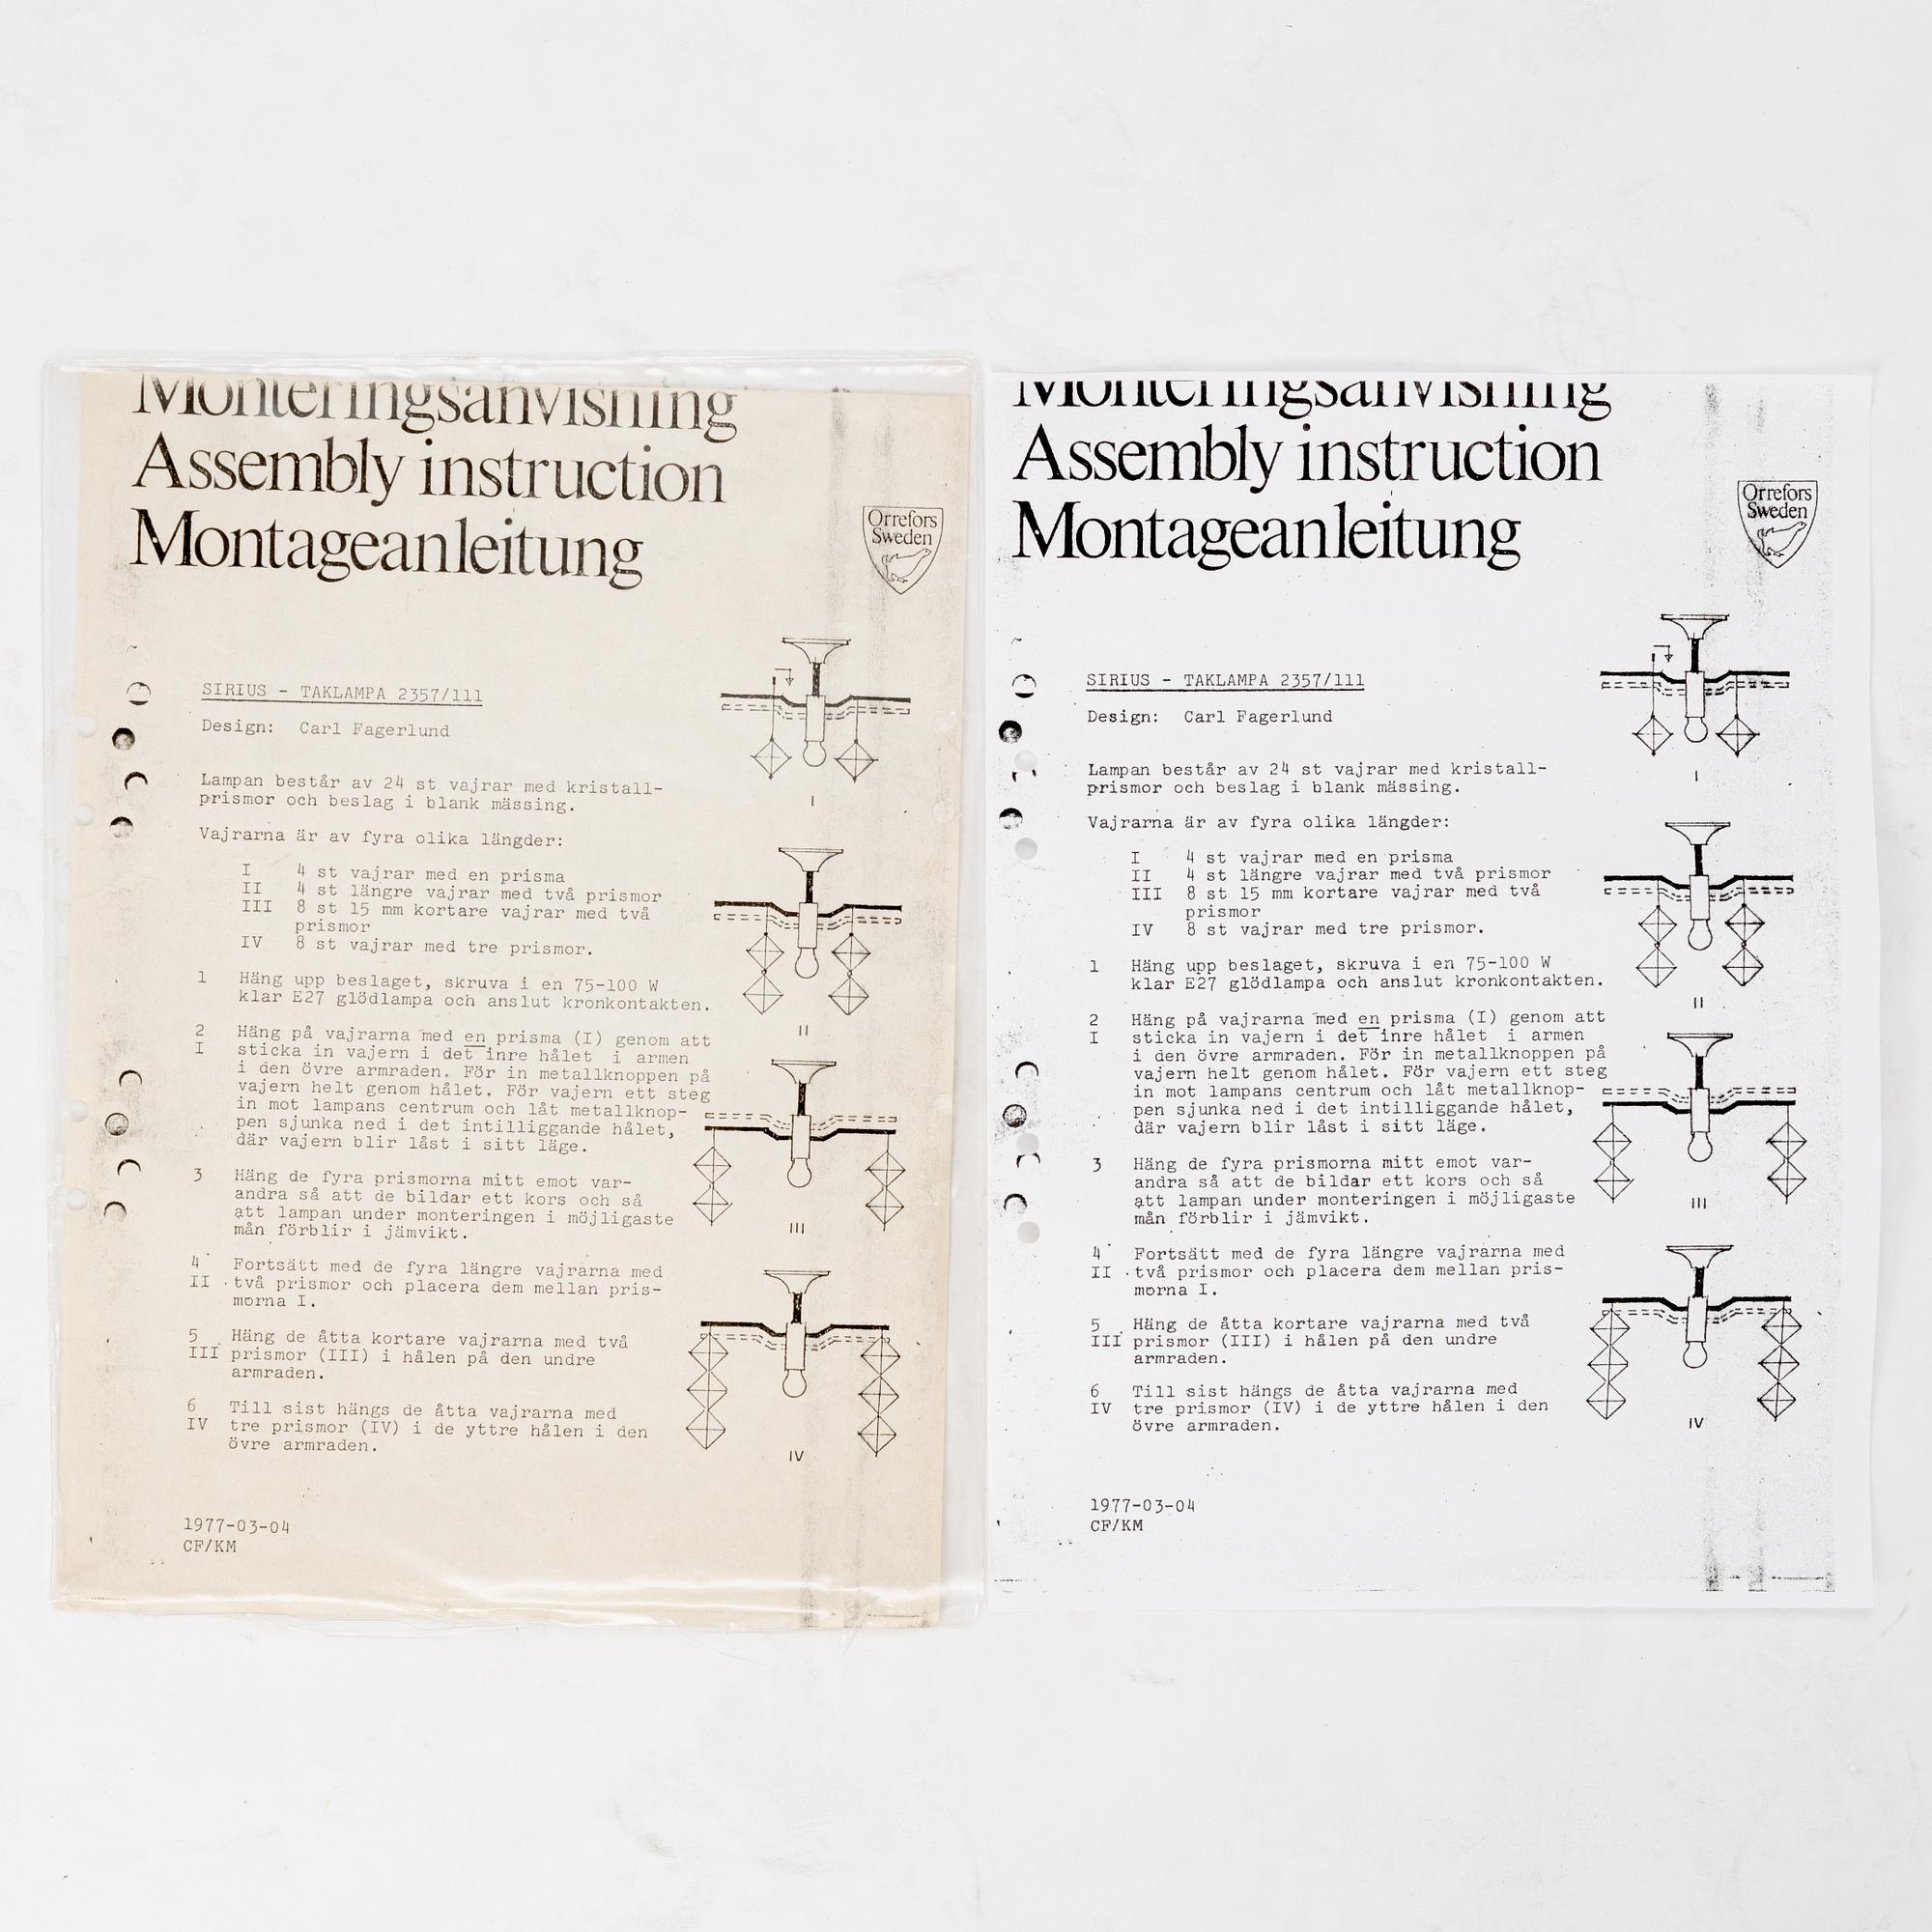 Monteringsanvisning
Assembly instruction
Montageanleitung
Orrefors
Sweden
SIRIUS - TAKLAMPA 2357/111
Design: Carl Fagerlund
Lampan består av 24 st vajrar med kristall-
prismor och beslag i blank mässing.
Vajrarna är av fyra olika längder:
I 4 st vajrar med en prisma
II 4 st längre vajrar med två prismor
III 8 st 15 mm kortare vajrar med två
prismor
IV 8 st vajrar med tre prismor.
1 Häng upp beslaget, skruva i en 75-100 W
klar E27 glödlampa och anslut kronkontakten.
2 Häng på vajrarna med en prisma (I) genom att
I sticka in vajern i det inre hålet i armen
i den övre armraden. För in metallknoppen på
vajern helt genom hålet. För vajern ett steg
in mot lampans centrum och låt metallknop-
pen sjunka ned i det intilliggande hålet,
där vajern blir låst i sitt läge.
3 Häng de fyra prismorna mitt emot var-
andra så att de bildar ett kors och så
att lampan under monteringen i möjligaste
mån förblir i jämvikt.
4 Fortsätt med de fyra längre vajrarna med
II två prismor och placera dem mellan pris-
morna I.
5 Häng de åtta kortare vajrarna med två
III prismor (III) i hålen på den undre
armraden.
6 Till sist hängs de åtta vajrarna med
IV tre prismor (IV) i de yttre hålen i den
övre armraden.
1977-03-04
CF/KM
I
II
III
IV
Monteringsanvisning
Assembly instruction
Montageanleitung
Orrefors
Sweden
SIRIUS - TAKLAMPA 2357/111
Design: Carl Fagerlund
Lampan består av 24 st vajrar med kristall-
prismor och beslag i blank mässing.
Vajrarna är av fyra olika längder:
I 4 st vajrar med en prisma
II 4 st längre vajrar med två prismor
III 8 st 15 mm kortare vajrar med två
prismor
IV 8 st vajrar med tre prismor.
1 Häng upp beslaget, skruva i en 75-100 W
klar E27 glödlampa och anslut kronkontakten.
2 Häng på vajrarna med en prisma (I) genom att
I sticka in vajern i det inre hålet i armen
i den övre armraden. För in metallknoppen på
vajern helt genom hålet. För vajern ett steg
in mot lampans centrum och låt metallknop-
pen sjunka ned i det intilliggande hålet,
där vajern blir låst i sitt läge.
3 Häng de fyra prismorna mitt emot var-
andra så att de bildar ett kors och så
att lampan under monteringen i möjligaste
mån förblir i jämvikt.
4 Fortsätt med de fyra längre vajrarna med
II två prismor och placera dem mellan pris-
morna I.
5 Häng de åtta kortare vajrarna med två
III prismor (III) i hålen på den undre
armraden.
6 Till sist hängs de åtta vajrarna med
IV tre prismor (IV) i de yttre hålen i den
övre armraden.
1977-03-04
CF/KM
I
II
III
IV